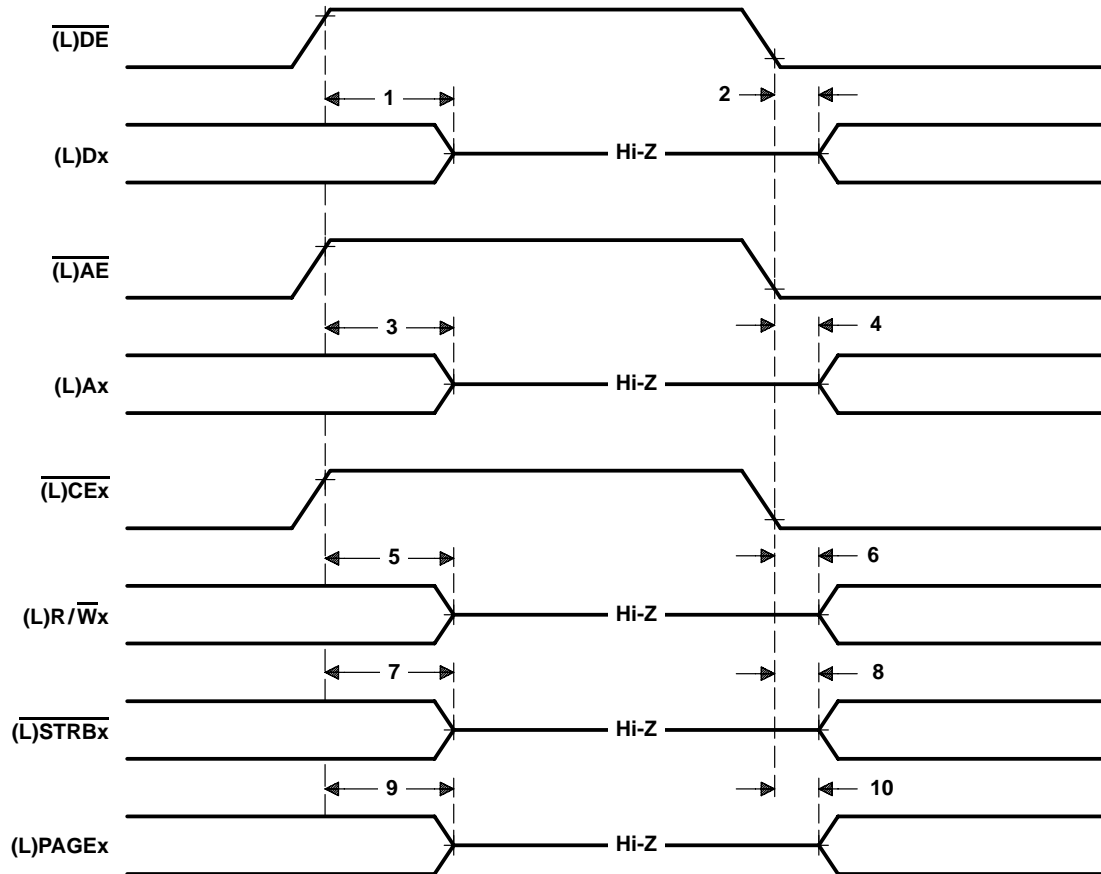 (L)DE
1
2
(L)Dx
Hi-Z
(L)AE
3
4
(L)Ax
Hi-Z
(L)CEx
5
6
(L)R/Wx
Hi-Z
7
8
(L)STRBx
Hi-Z
9
10
(L)PAGEx
Hi-Z